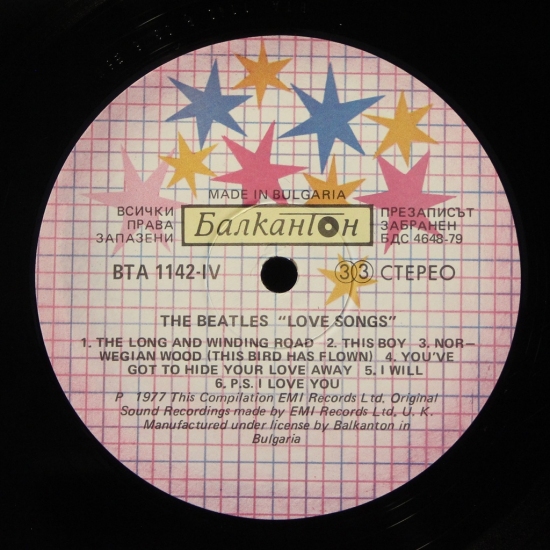 MADE IN BULGARIA
ВСИЧКИ
ПРАВА
ЗАПАЗЕНИ
Балкантон
ПРЕЗАПИСЪТ
ЗАБРАНЕН
БДС 4648-79
ВТА 1142-IV
33 СТЕРЕО
THE BEATLES "LOVE SONGS"
1. THE LONG AND WINDING ROAD 2. THIS BOY 3. NOR—
WEGIAN WOOD (THIS BIRD HAS FLOWN) 4. YOU'VE
GOT TO HIDE YOUR LOVE AWAY 5. I WILL
6. P.S. I LOVE YOU
P 1977 This Compilation EMI Records Ltd. Original
Sound Recordings made by EMI Records Ltd, U. K.
Manufactured under license by Balkanton in
Bulgaria